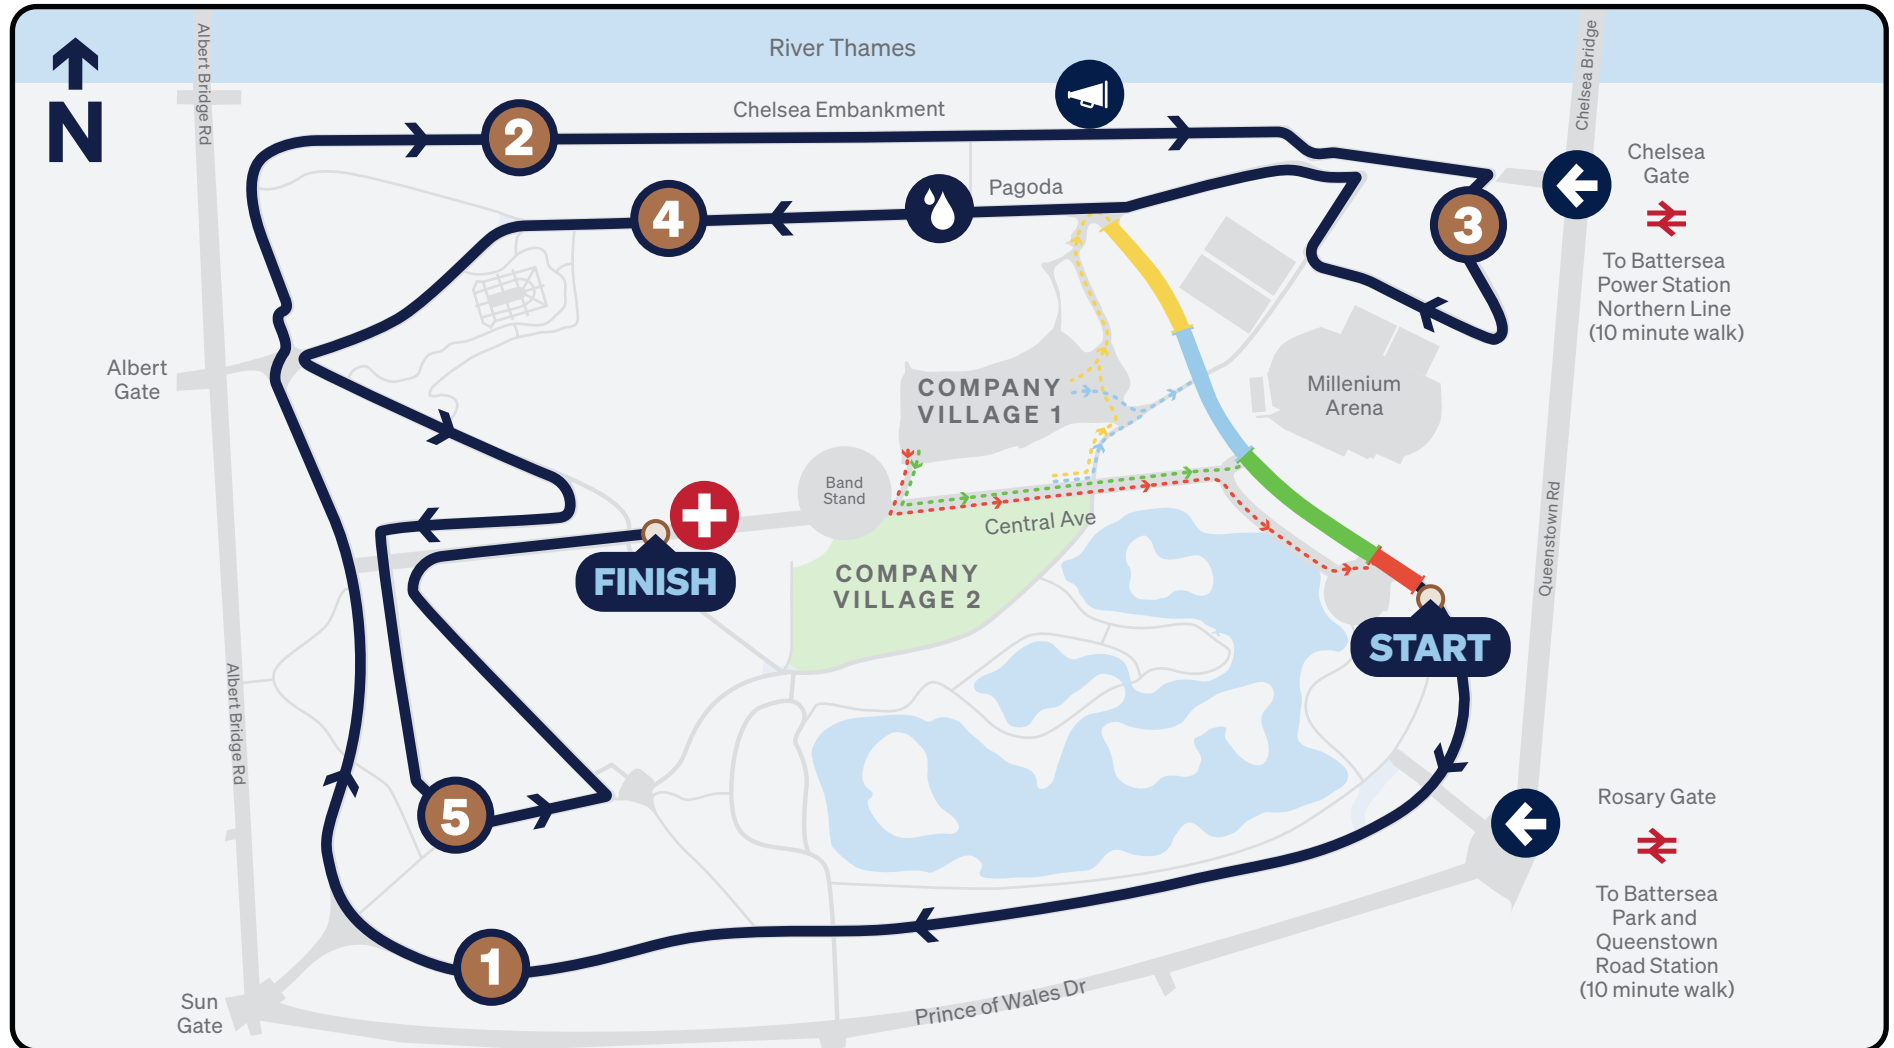 River Thames
N
Albert Bridge Rd
Chelsea Embankment
Chelsea Bridge
2
Chelsea
Gate
Pagoda
4
3
To Battersea
Power Station
Northern Line
(10 minute walk)
Albert
Gate
COMPANY
VILLAGE 1
Millenium
Arena
Band
Stand
Central Ave
Queenstown Rd
FINISH
COMPANY
VILLAGE 2
START
Albert Bridge Rd
5
Rosary Gate
To Battersea
Park and
Queenstown
Road Station
(10 minute walk)
1
Sun
Gate
Prince of Wales Dr